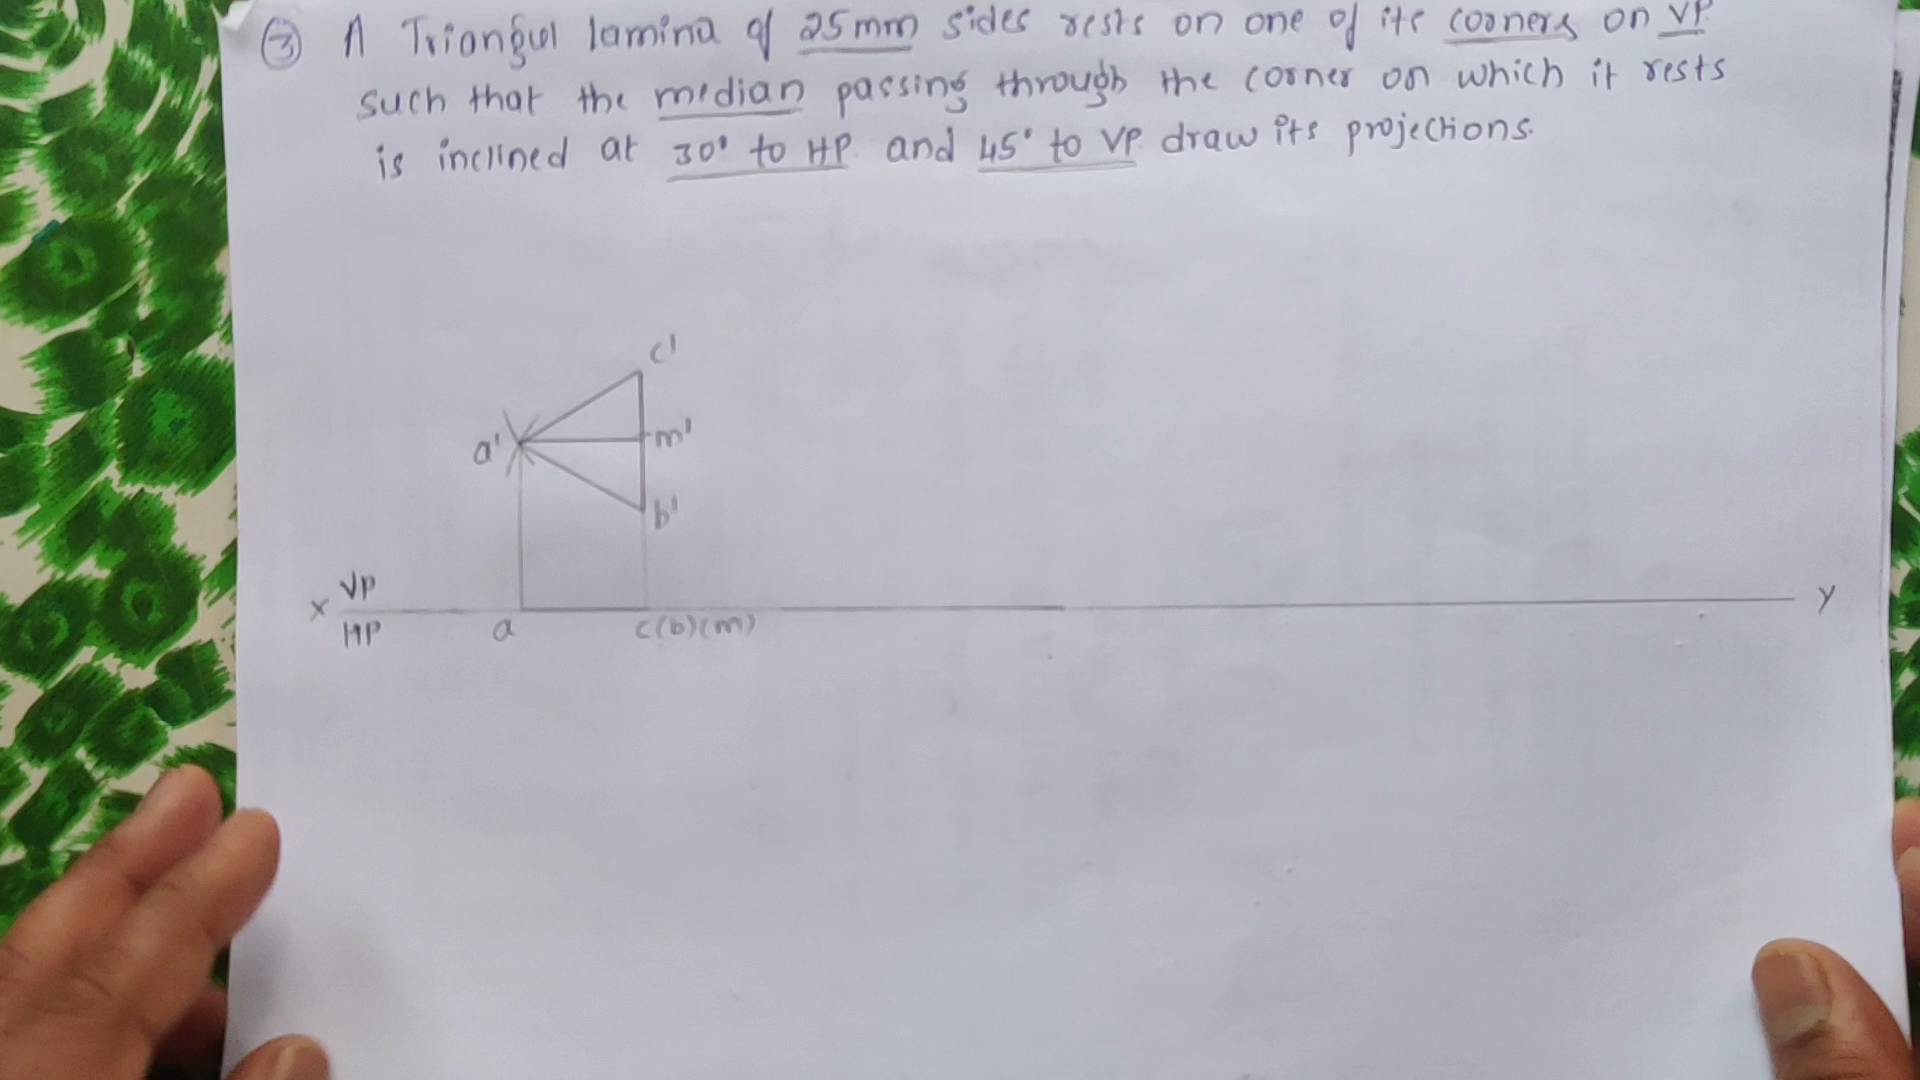 ③ A Triangul lamina of 25mm sides rests on one of its corners on VP.
such that the median passing through the corner on which it rests
is inclined at 30° to HP. and 45° to VP. draw its projections.
c'
a'
m'
b'
VP
X
Y
HP
a
c(b)(m)